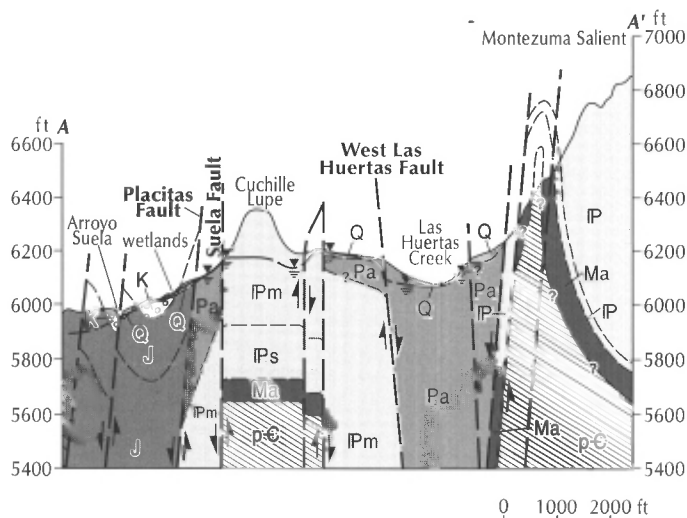 A' ft
7000
Montezuma Salient
6800
ft A
6600
6600
West Las
Huertas Fault
Placitas
Fault
Suela Fault
Cuchille
Lupe
6400
6400
Arroyo
Suela
wetlands
Q
Las
Huertas
Creek
Q
IP
6200
6200
K
?
Pa
Ma
6000
IPm
Pa
Pa
IP
IP
6000
Q
Q
Q
J
5800
IPs
?
5800
Ma
Pa
5600
IPm
Ma
5600
J
p-Є
IPm
p-Є
5400
5400
0 1000 2000 ft